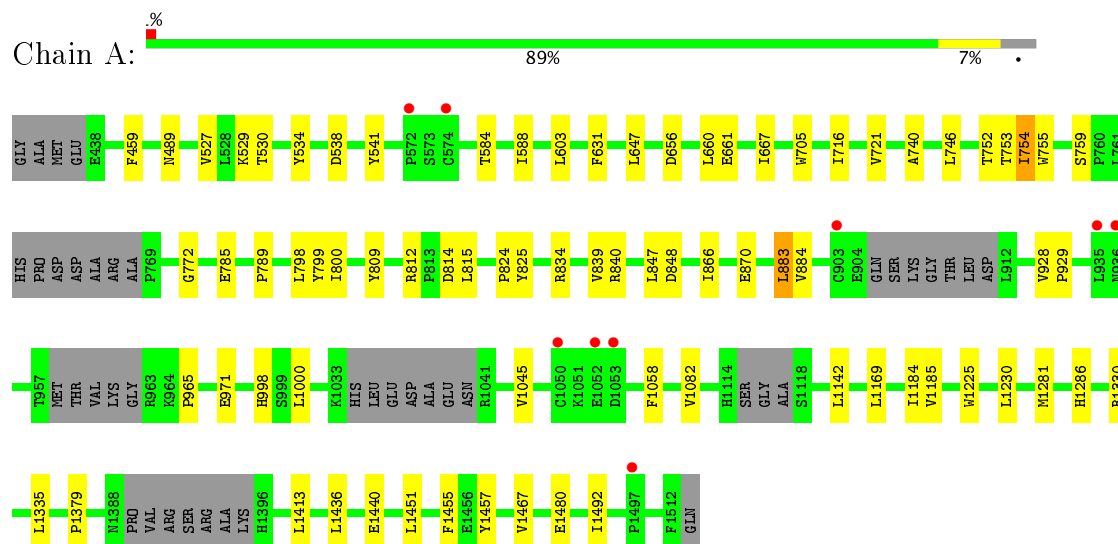 .%
Chain A:
89% 7% •
GLY ALA MET GLU E438 F459 N489 V527 L528 K529 T530 Y534 D538 Y541 P572 S573 C574 T584 I588 L603 F631 L647 D656 L660 E661 I667 W705 I716 V721 A740 L746 T752 T753 I754 W755 S759 P760 L761
HIS PRO ASP ASP ALA ARG ALA P769 G772 E785 P789 L798 Y799 I800 Y809 R812 P813 D814 L815 P824 Y825 R834 V839 R840 L847 D848 I866 E870 L883 V884 C903 E904 GLN SER LYS GLY THR LEU ASP L912 V928 P929 L935 N936
T957 MET THR VAL LYS GLY R963 K964 P965 E971 H998 S999 L1000 K1033 HIS LEU GLU ASP ALA GLU ASN R1041 V1045 C1050 K1051 E1052 D1053 F1058 V1082 H1114 SER GLY ALA S1118 L1142 L1169 I1184 V1185 W1225 L1230 M1281 H1286
L1335 P1379 N1388 PRO VAL ARG SER ARG ALA LYS H1396 L1413 L1436 E1440 L1451 F1455 E1456 Y1457 V1467 E1480 I1492 P1497 F1512 GLN